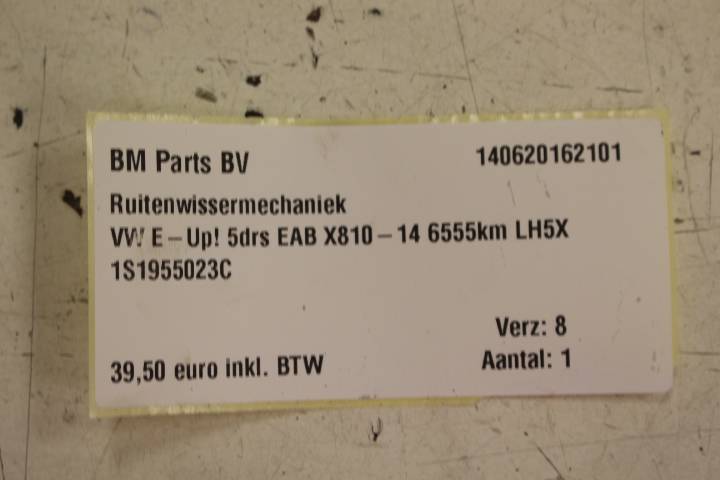 BM Parts BV 140620162101
Ruitenwissermechaniek
VW E-Up! 5drs EAB X810-14 6555km LH5X
1S1955023C
Verz: 8
39,50 euro inkl. BTW Aantal: 1